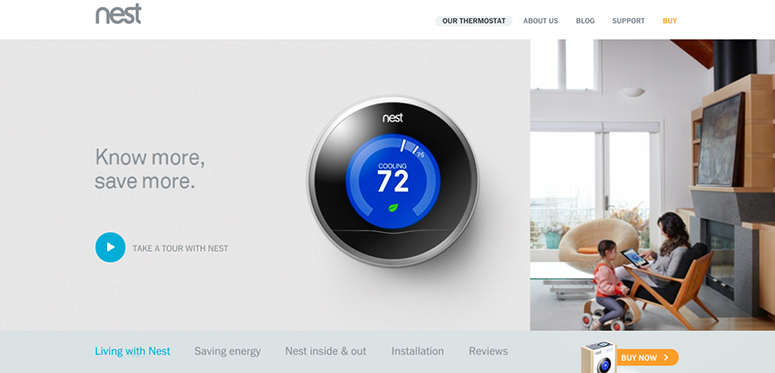 nest
OUR THERMOSTAT ABOUT US BLOG SUPPORT BUY
nest
COOLING
72
Know more,
save more.
TAKE A TOUR WITH NEST
Living with Nest Saving energy Nest inside & out Installation Reviews
nest
BUY NOW